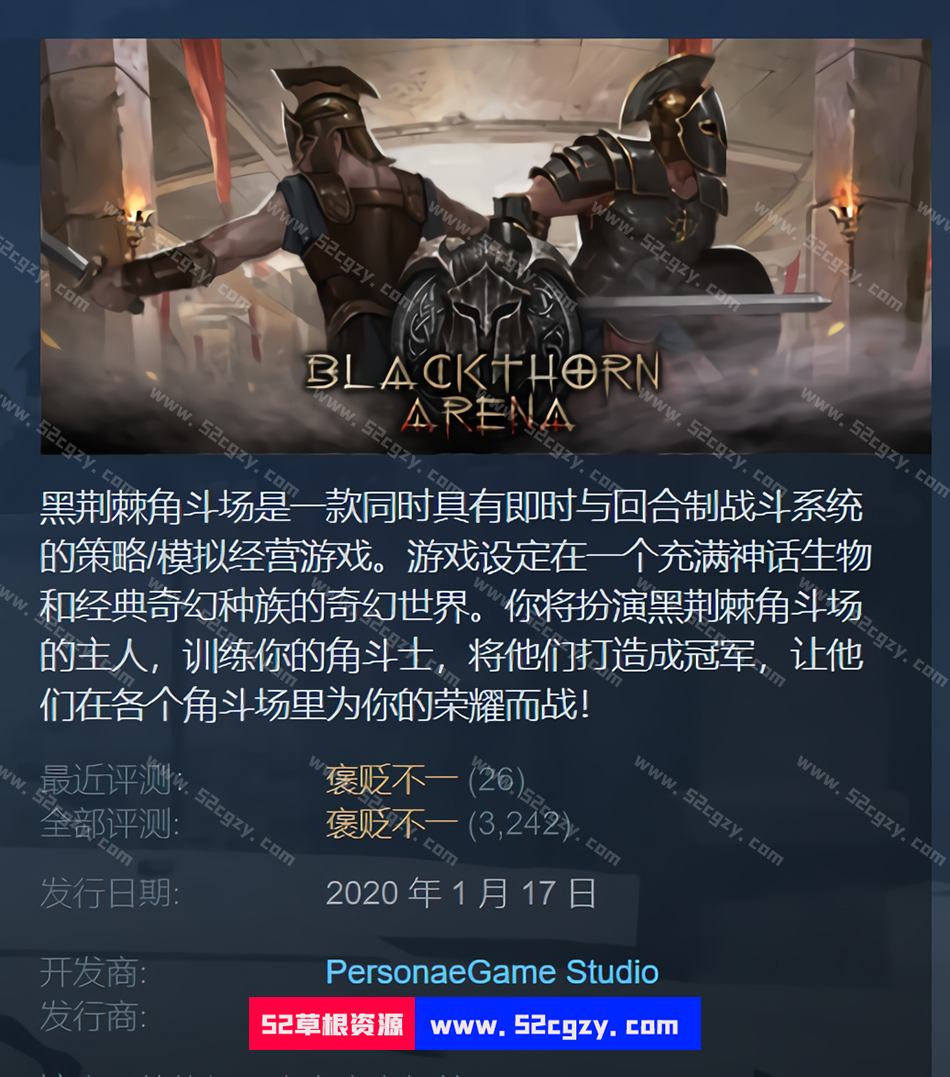 BLACKTHORN
ARENA
黑荆棘角斗场是一款同时具有即时与回合制战斗系统
的策略/模拟经营游戏。游戏设定在一个充满神话生物
和经典奇幻种族的奇幻世界。你将扮演黑荆棘角斗场
的主人，训练你的角斗士，将他们打造成冠军，让他
们在各个角斗场里为你的荣耀而战！
最近评测: 褒贬不一 (26)
全部评测: 褒贬不一 (3,242)
发行日期: 2020 年 1 月 17 日
开发商: PersonaeGame Studio
发行商:
52草根资源 www.52cgzy.com